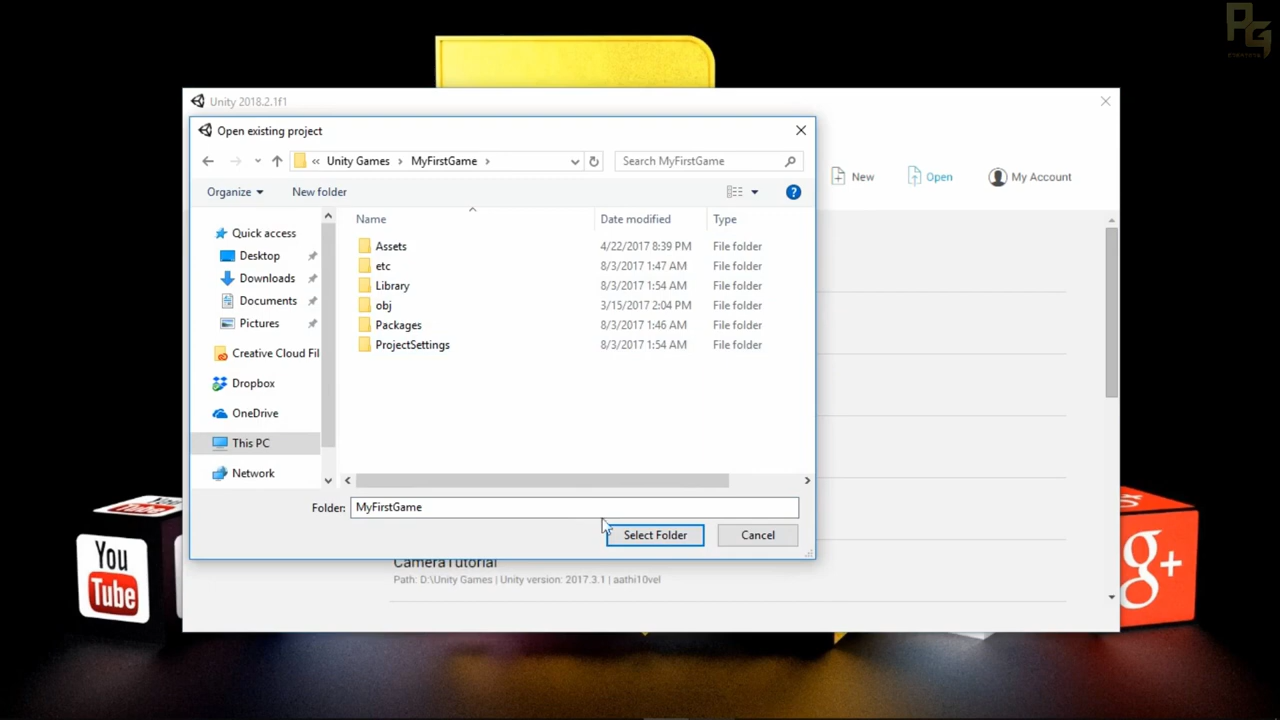 PG
Unity 2018.2.1f1
Open existing project
« Unity Games > MyFirstGame >
Search MyFirstGame
New
Open
My Account
Organize
New folder
Name
Date modified
Type
Quick access
Desktop
Downloads
Documents
Pictures
Creative Cloud Fil
Dropbox
OneDrive
This PC
Network
Assets 4/22/2017 8:39 PM File folder
etc 8/3/2017 1:47 AM File folder
Library 8/3/2017 1:54 AM File folder
obj 3/15/2017 2:04 PM File folder
Packages 8/3/2017 1:46 AM File folder
ProjectSettings 8/3/2017 1:54 AM File folder
Folder: MyFirstGame
Select Folder
Cancel
CameraTutorial
Path: D:\Unity Games | Unity version: 2017.3.1 | aathi10vel
You
Tube
g+